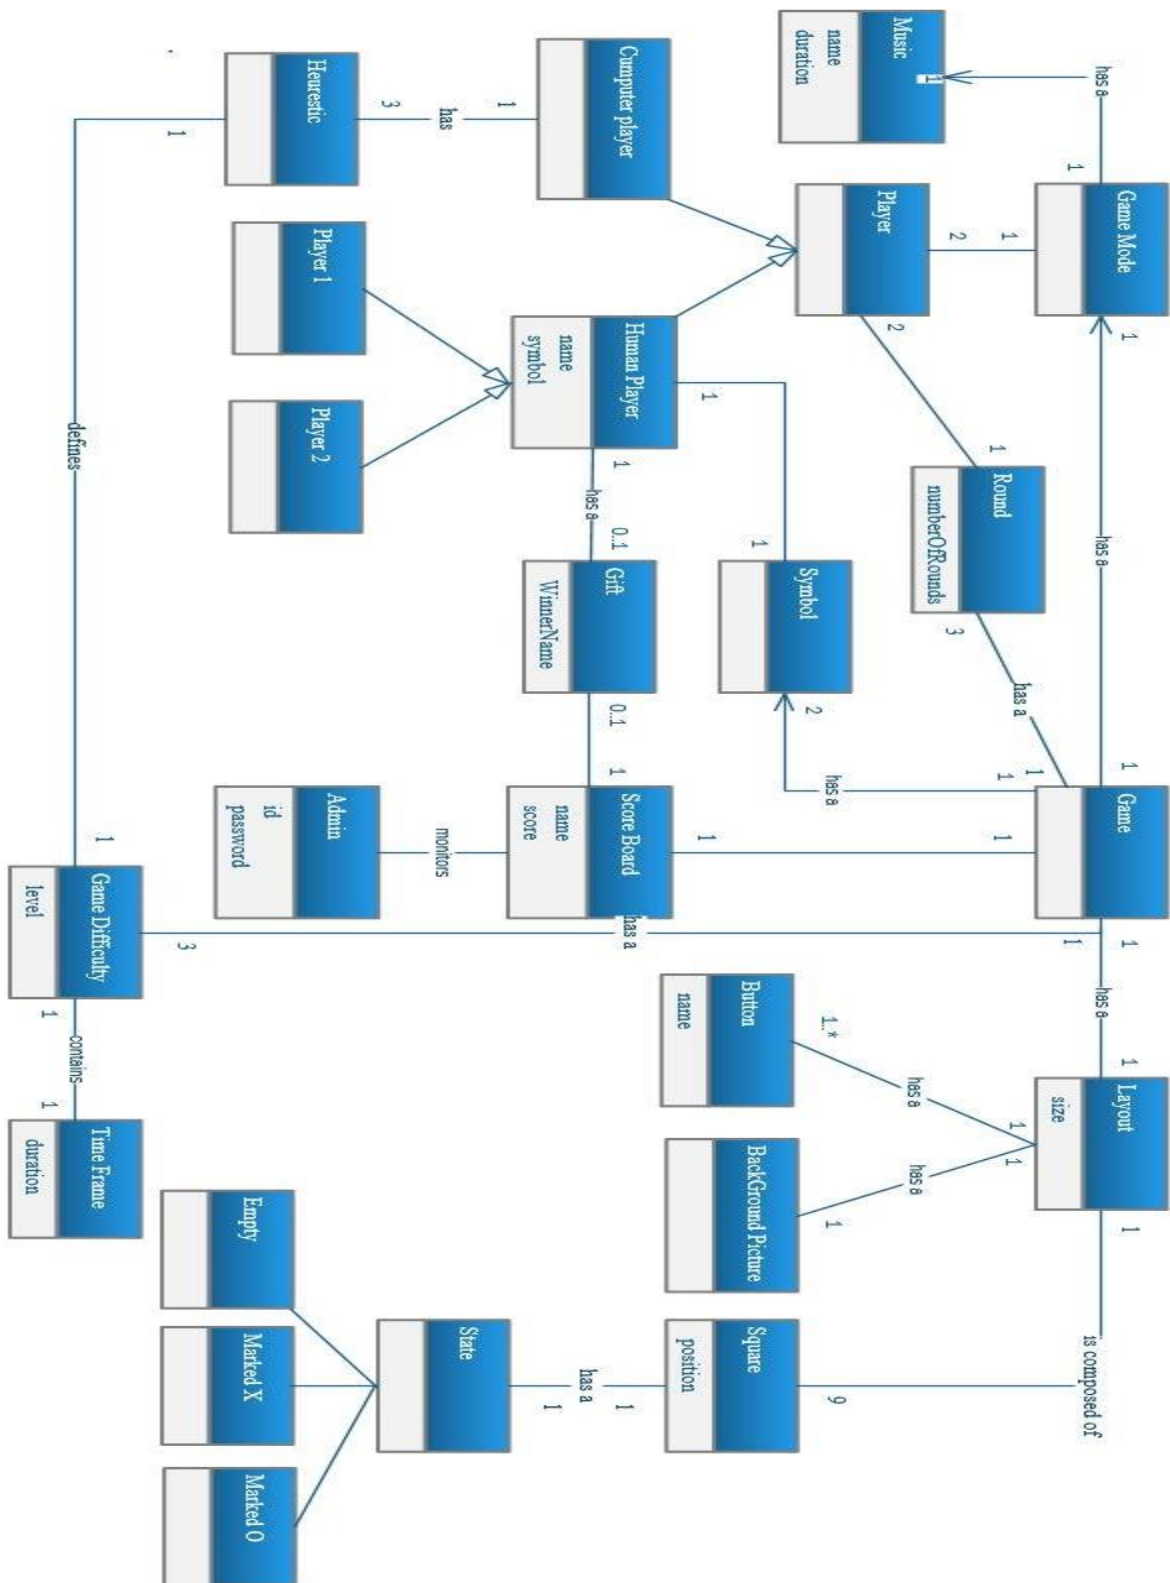 Music
name
duration
has a
1
1
Game Mode
1
2
Player
1
has a
1
2
1
Round
numberOfRounds
3
has a
1
Game
Cumputer player
1
has
3
Heurestic
1
defines
1
Human Player
name
symbol
Player 1
Player 2
1
1
Symbol
2
has a
1
1
has a
0..1
Gift
WinnerName
0..1
1
Score Board
name
score
1
1
monitors
Admin
id
password
Game Difficulty
level
3
has a
1
1
contains
1
Time Frame
duration
1
has a
1
Layout
size
1
is composed of
9
1
has a
1..*
Button
name
1
has a
1
BackGround Picture
Square
position
1
has a
1
State
Empty
Marked X
Marked O